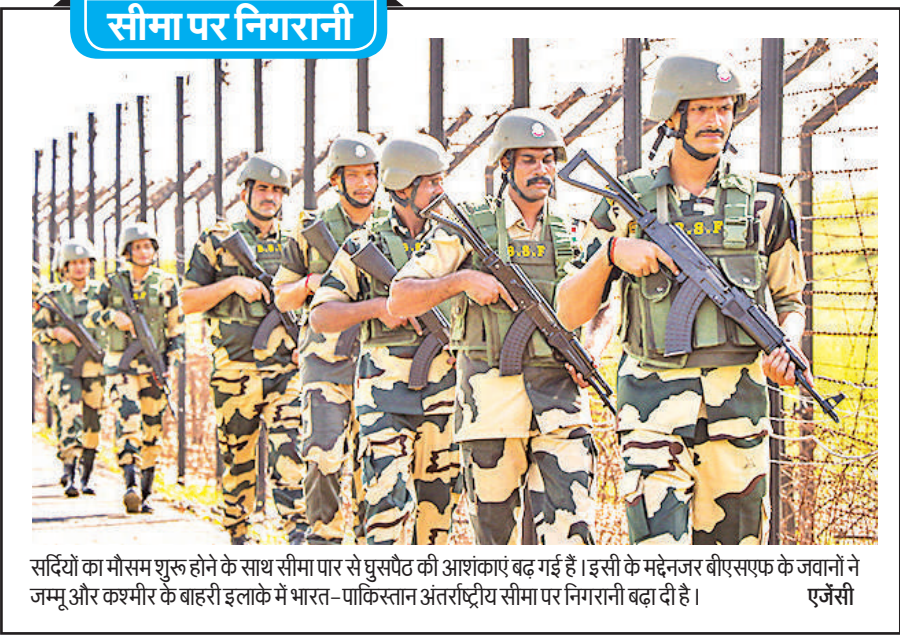 सीमा पर निगरानी
B.S.F
B.S.F
B.S.F
सर्दियों का मौसम शुरू होने के साथ सीमा पार से घुसपैठ की आशंकाएं बढ़ गई हैं। इसी के मद्देनजर बीएसएफ के जवानों ने
जम्मू और कश्मीर के बाहरी इलाके में भारत-पाकिस्तान अंतर्राष्ट्रीय सीमा पर निगरानी बढ़ा दी है। एजेंसी